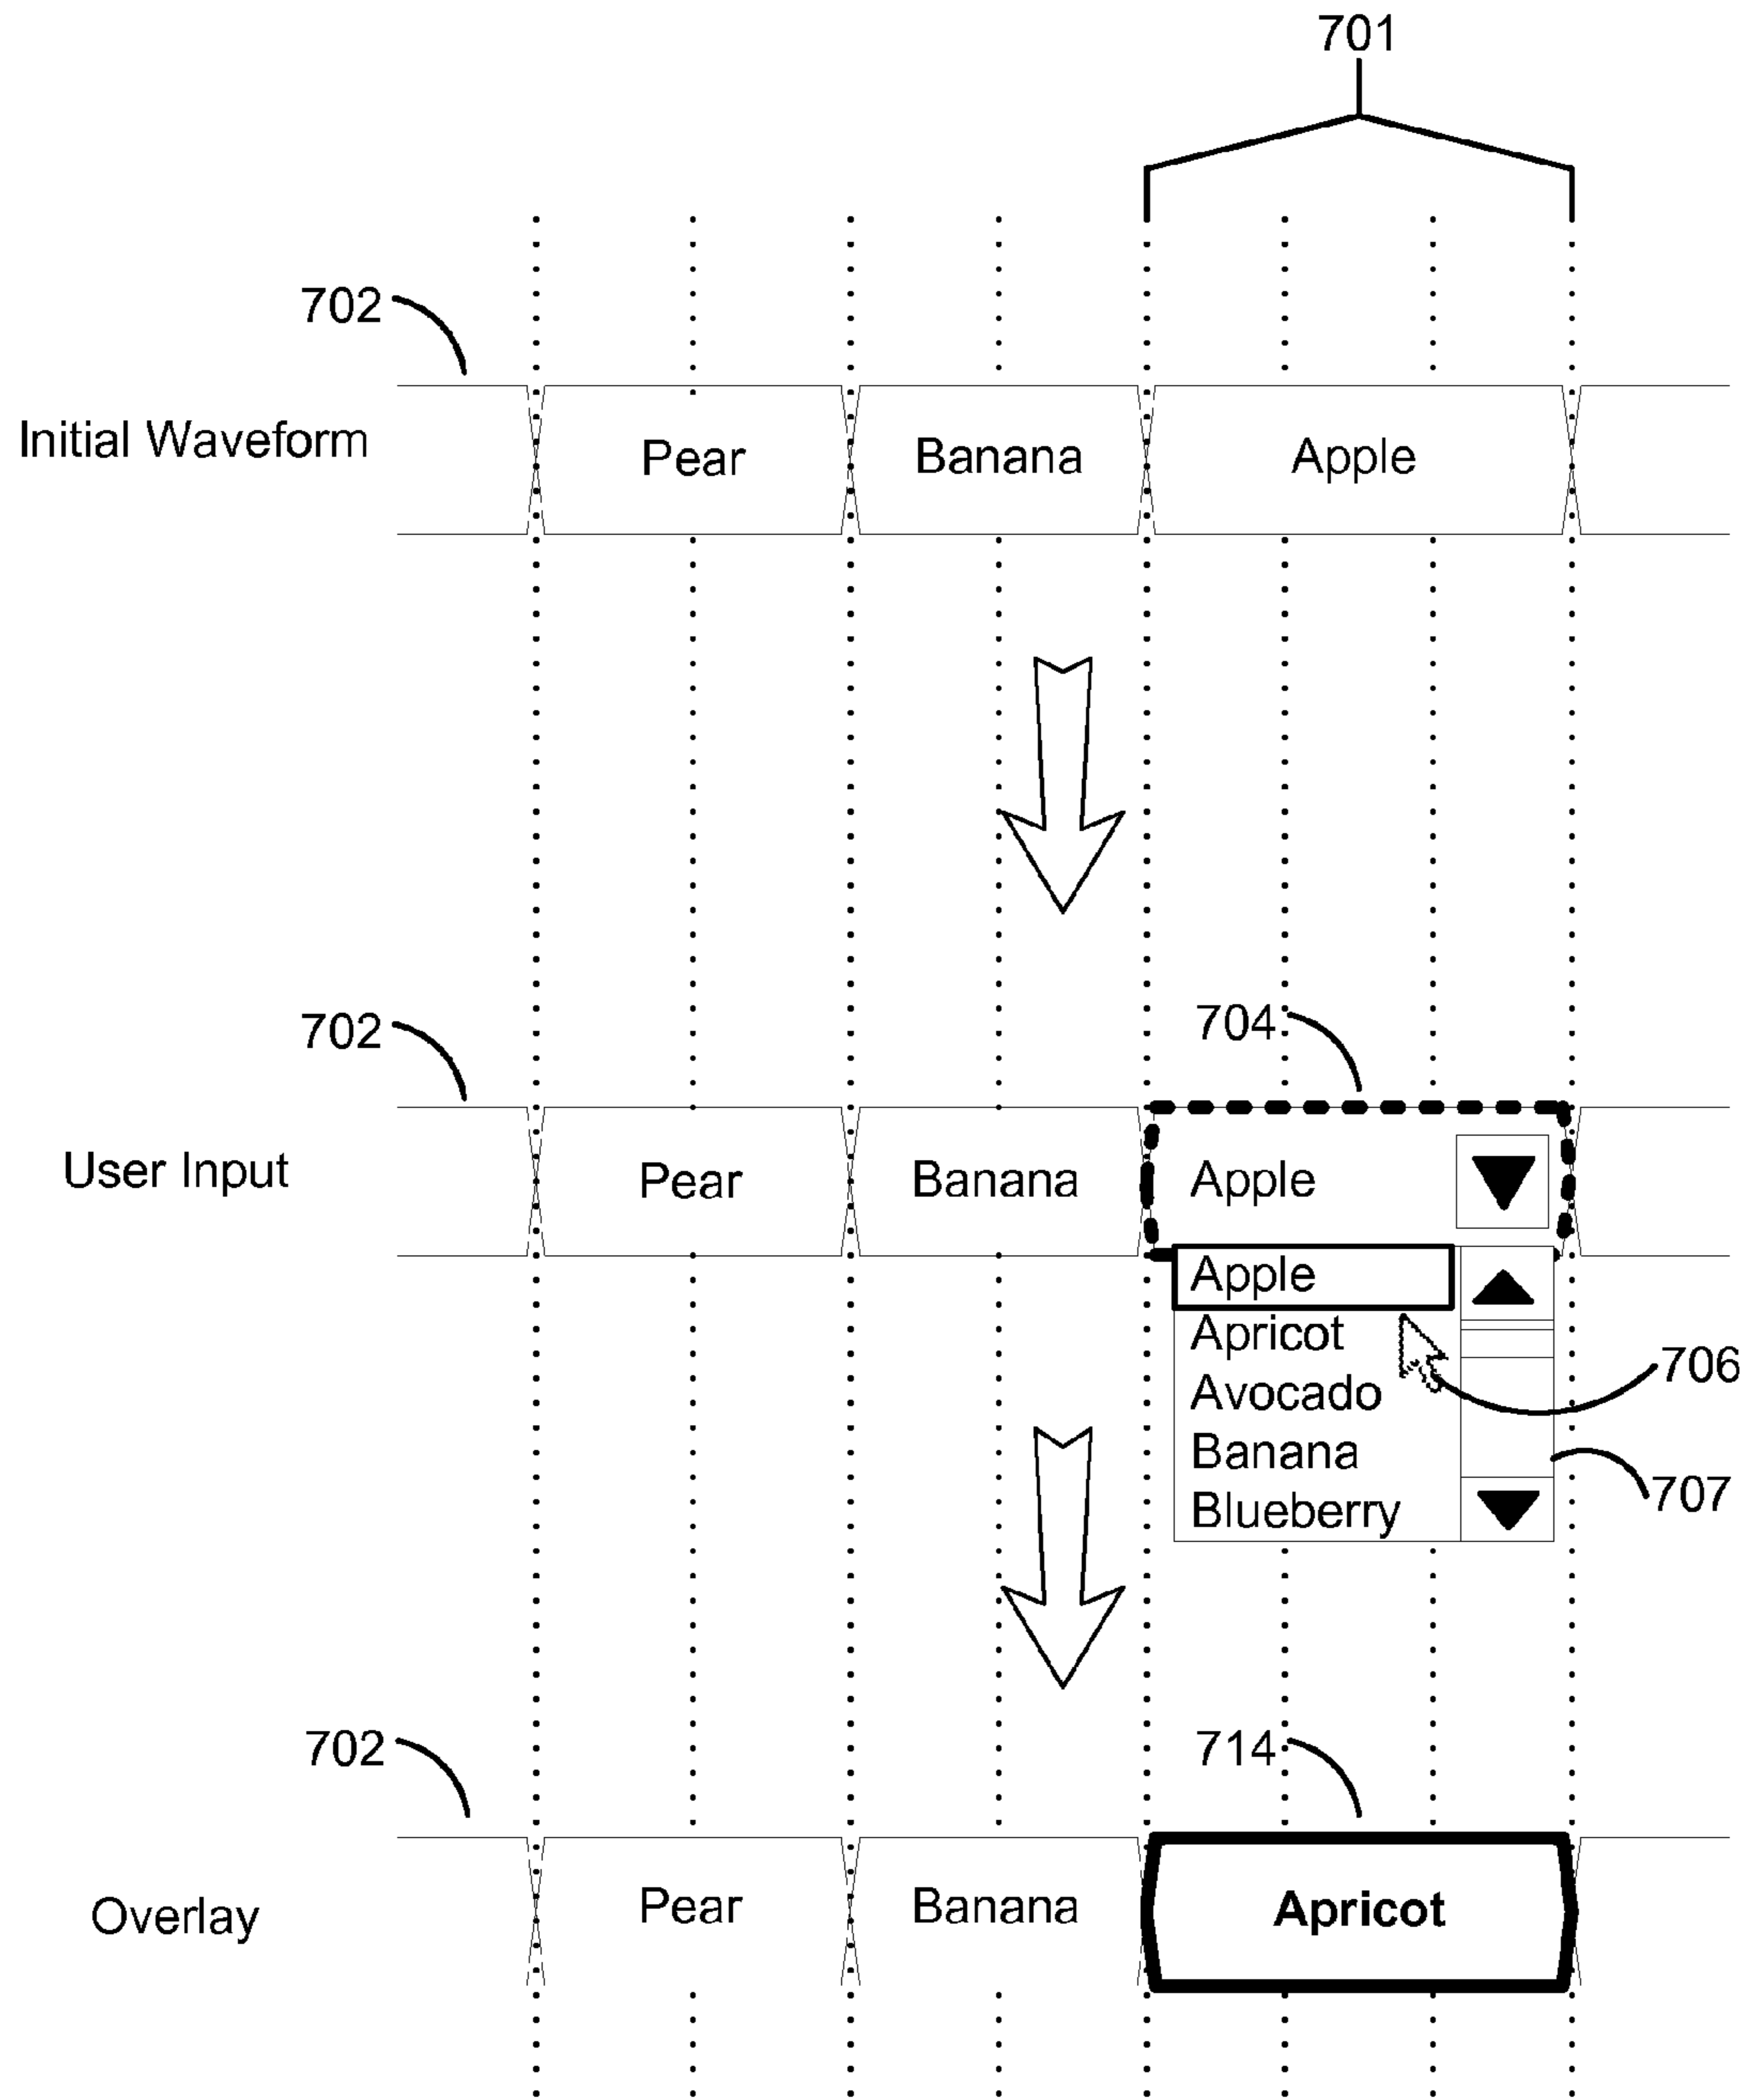 701
702
Initial Waveform
Pear
Banana
Apple
702
704
User Input
Pear
Banana
Apple
Apple
Apricot
706
Avocado
Banana
707
Blueberry
702
714
Overlay
Pear
Banana
Apricot